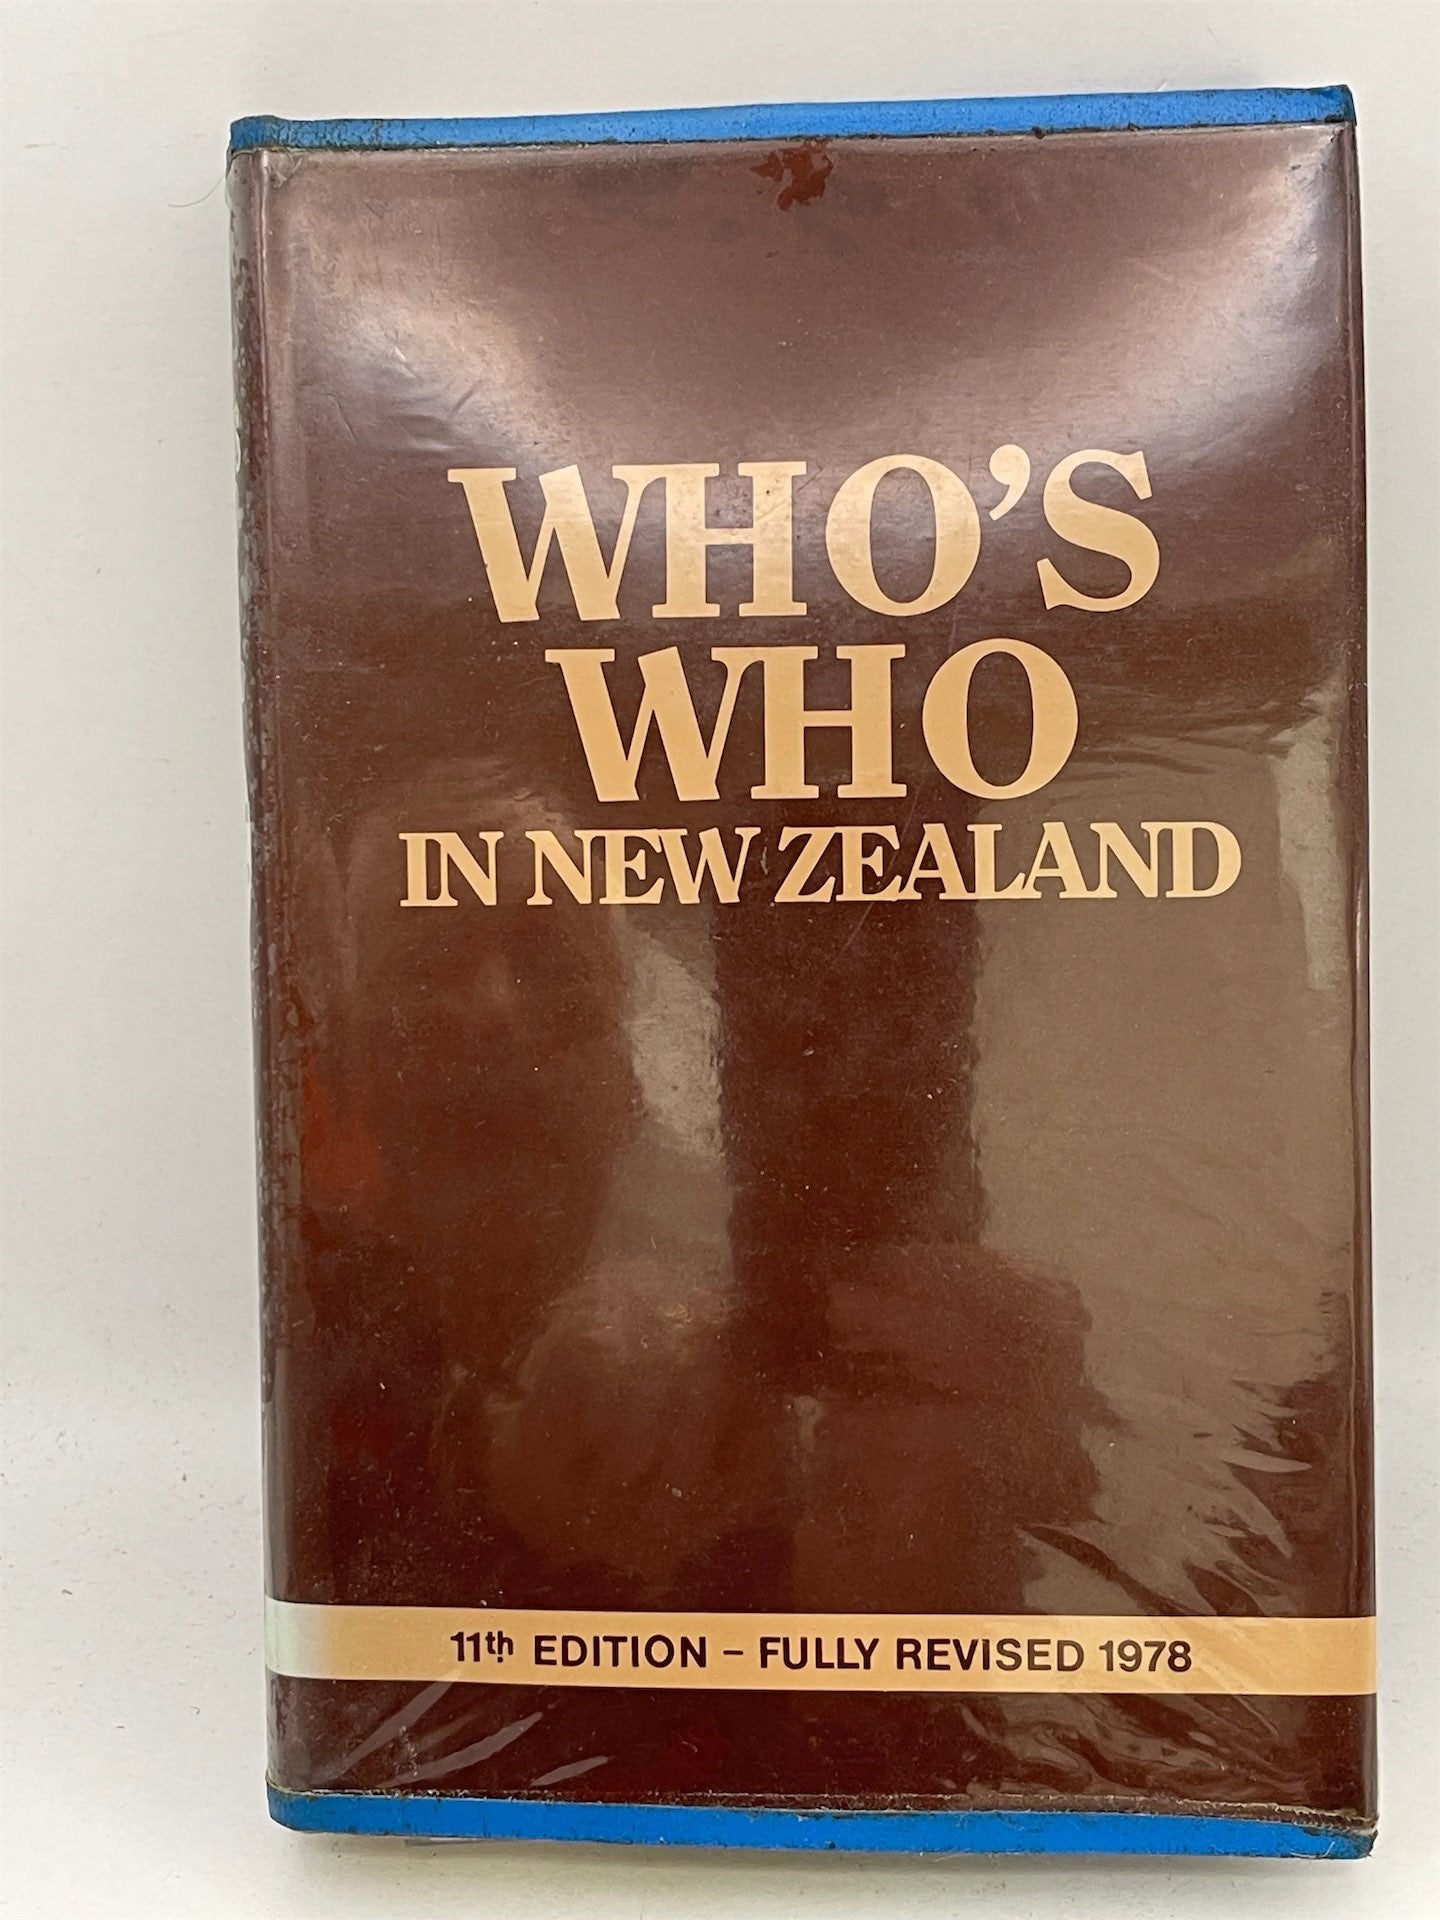 WHO'S
WHO
IN NEW ZEALAND
11th EDITION – FULLY REVISED 1978